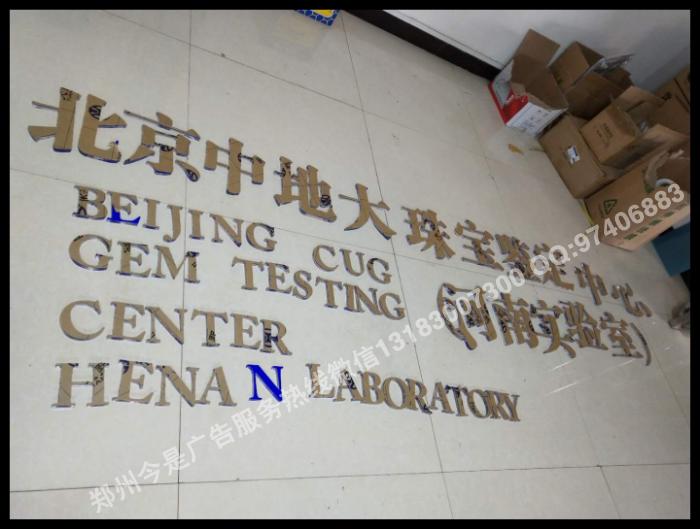 北京中地大珠宝鉴定中心
(河南实验室)
BEIJING CUG
GEM TESTING
CENTER
HENAN LABORATORY
郑州今是广告服务热线微信13183007300QQ:97406883